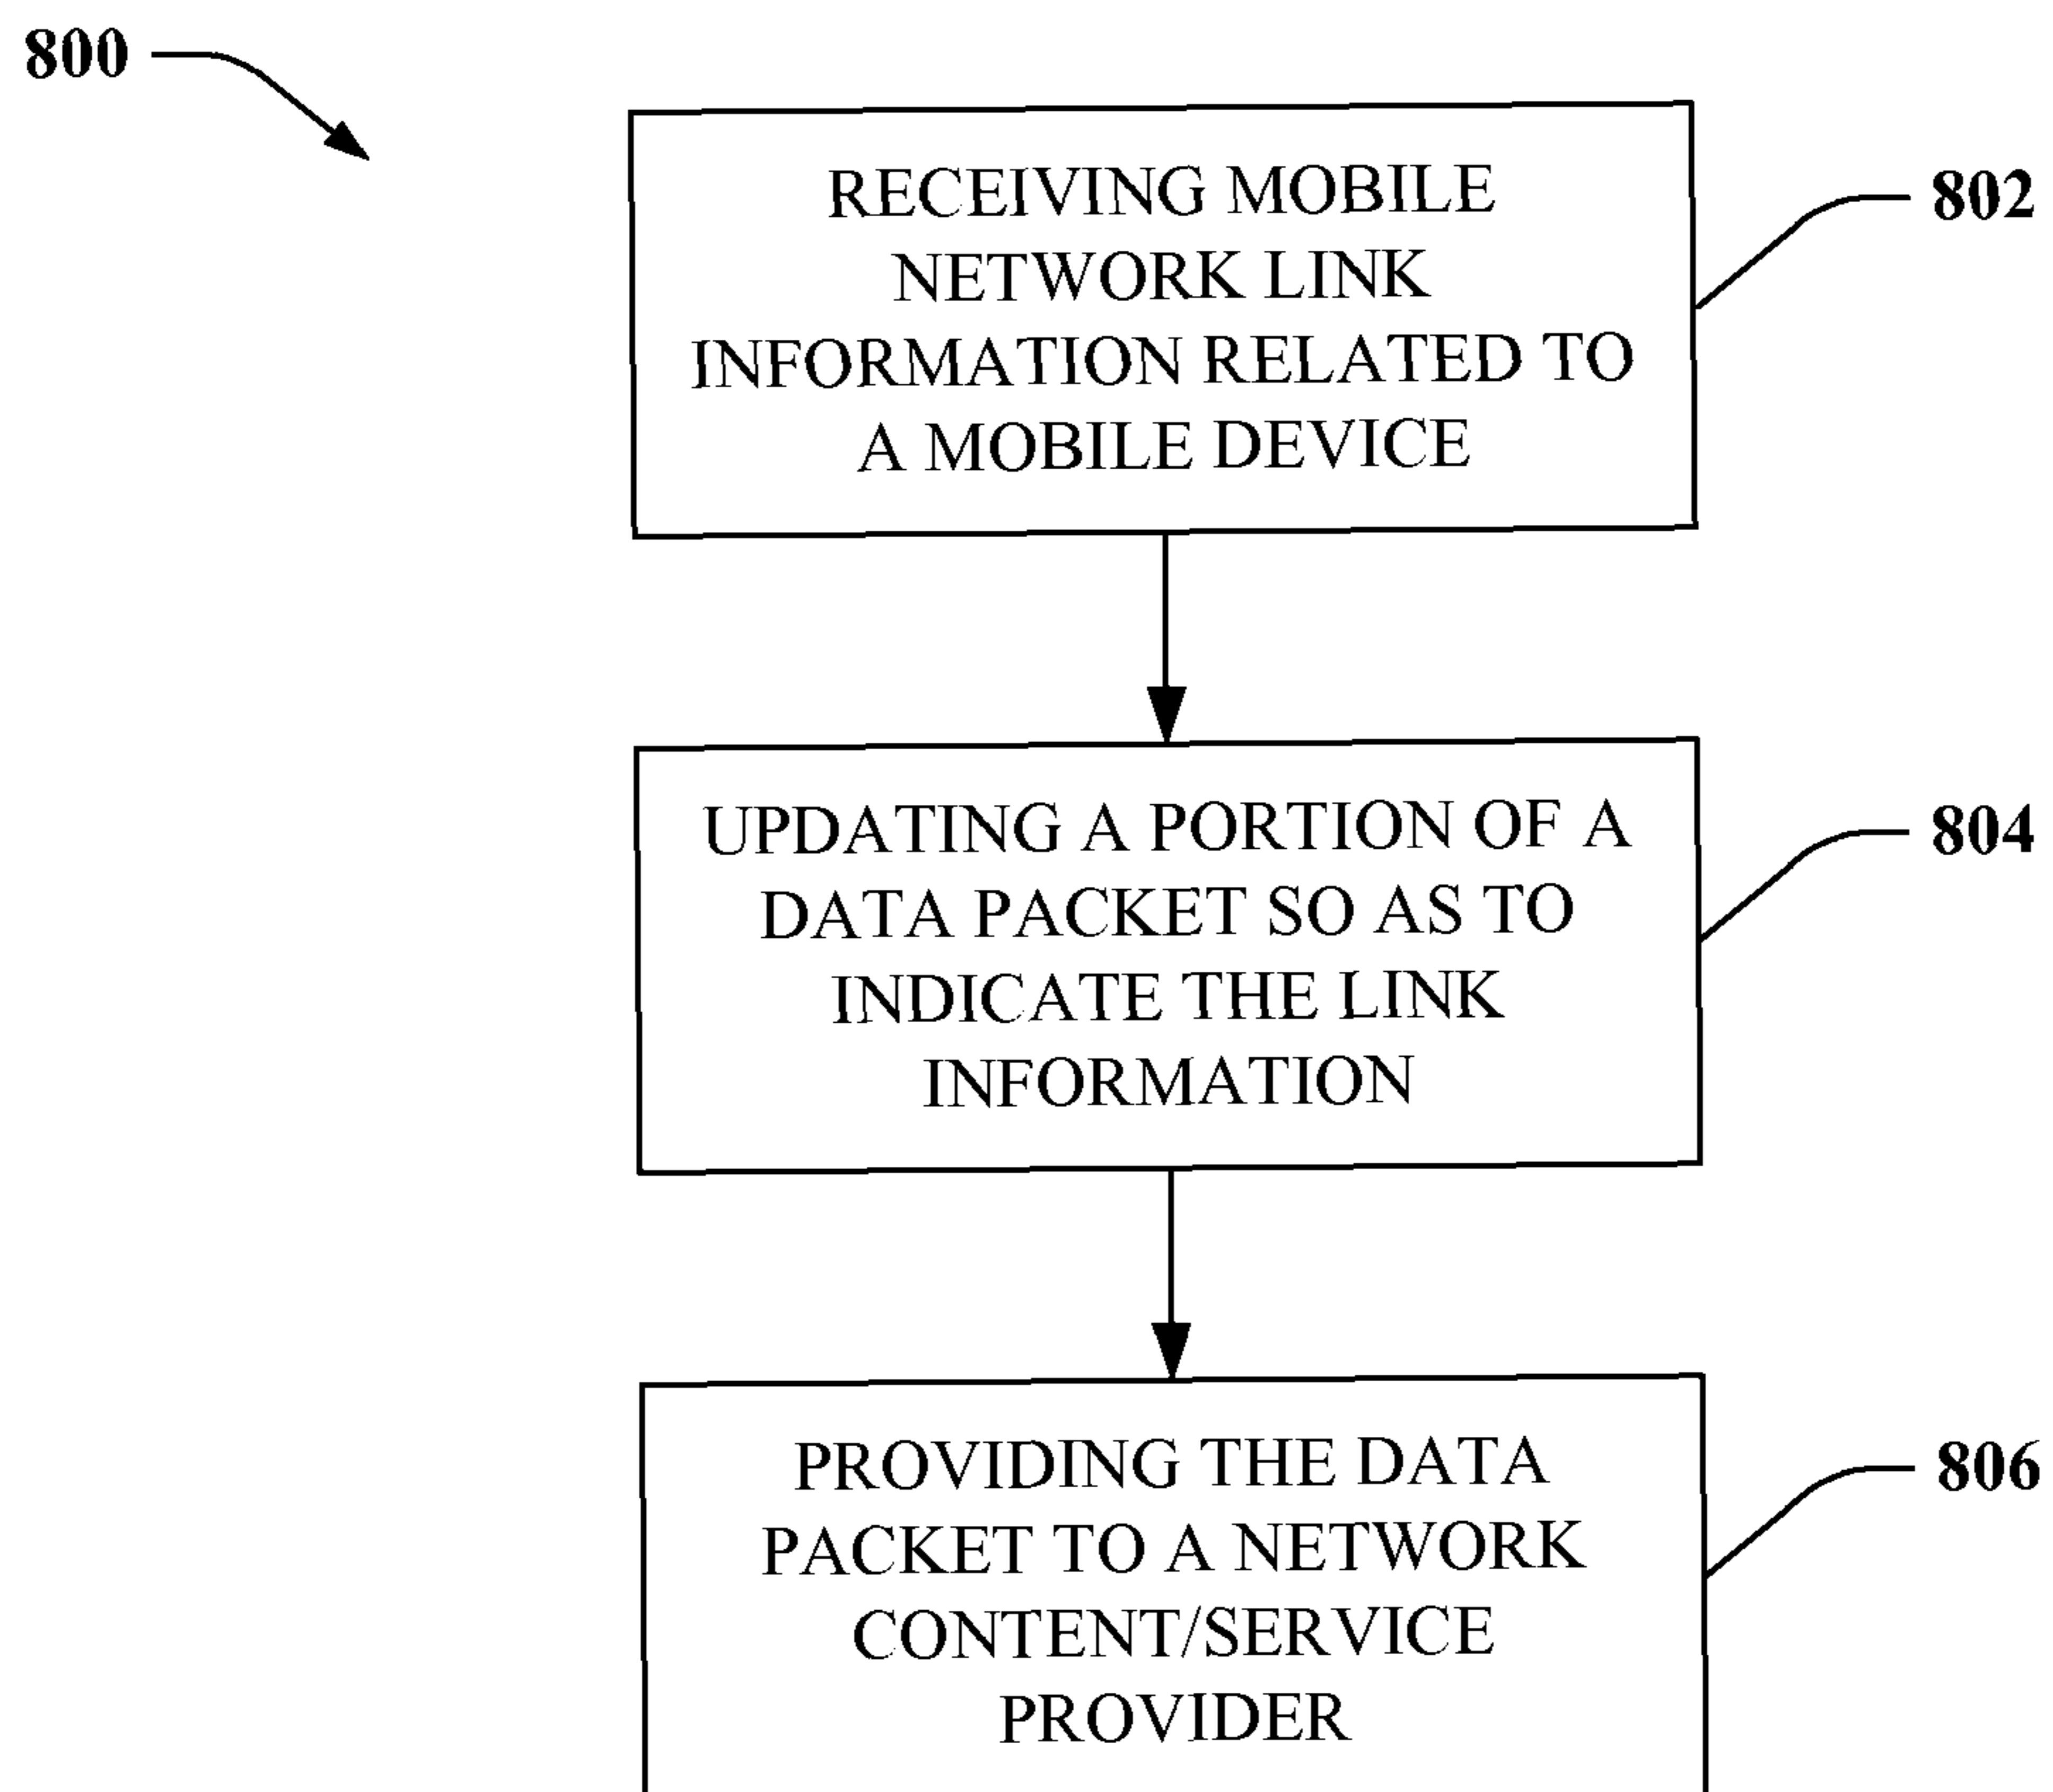 800
RECEIVING MOBILE
NETWORK LINK
INFORMATION RELATED TO
A MOBILE DEVICE
802
UPDATING A PORTION OF A
DATA PACKET SO AS TO
INDICATE THE LINK
INFORMATION
804
PROVIDING THE DATA
PACKET TO A NETWORK
CONTENT/SERVICE
PROVIDER
806